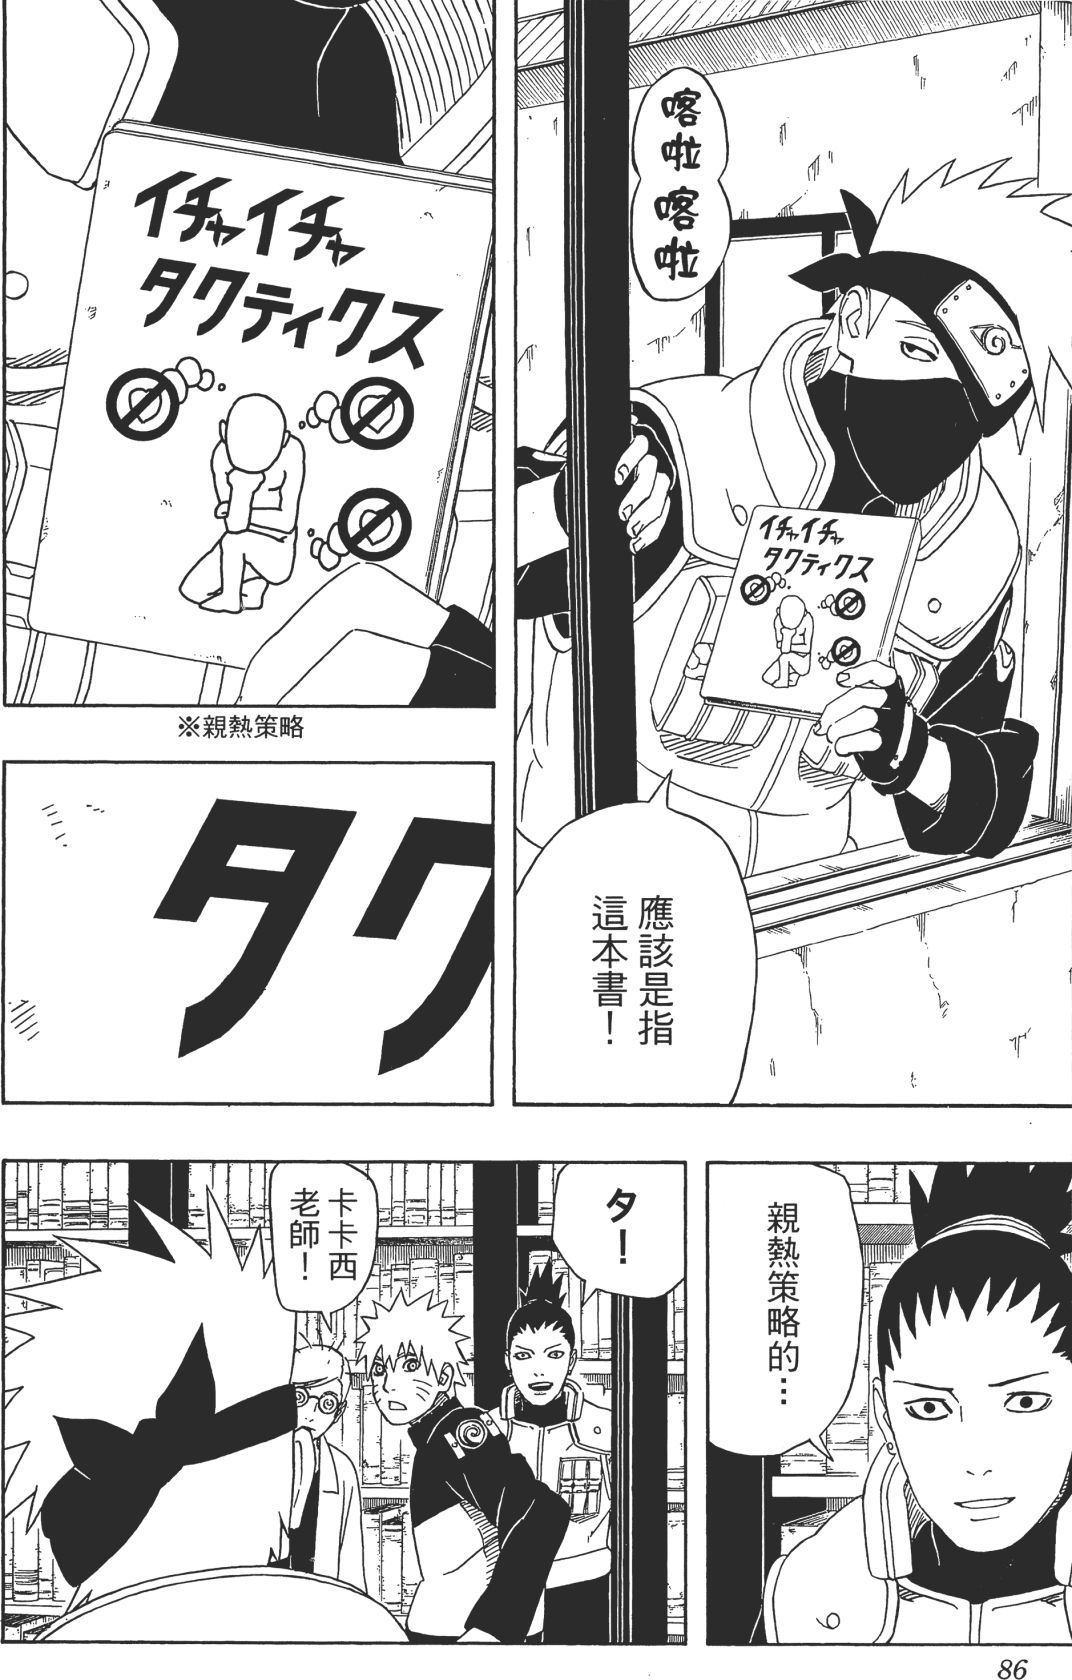 喀啦喀啦
イチャイチャ
タクティクス
應該是指
這本書！
イチャイチャ
タクティクス
※親熱策略
タク
親熱策略的…
タ！
卡卡西
老師！
86